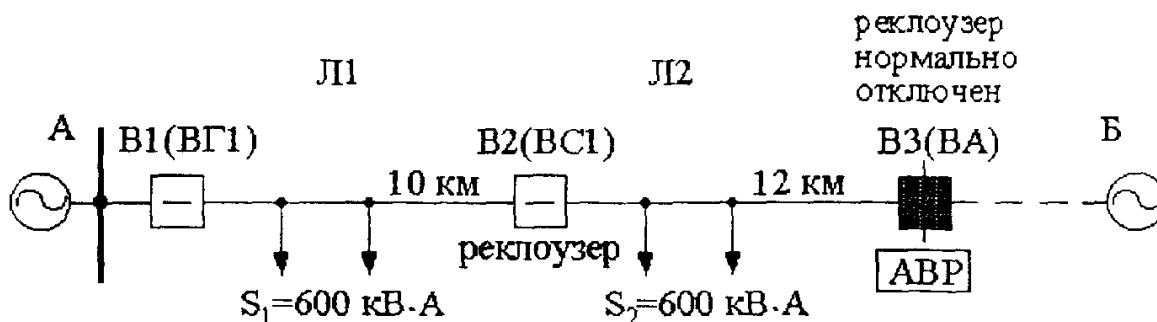 реклоузер
нормально
отключен
Л1
Л2
А
В1(ВГ1)
В2(ВС1)
В3(ВА)
Б
10 км
12 км
реклоузер
АВР
S₁=600 кВ·А
S₂=600 кВ·А